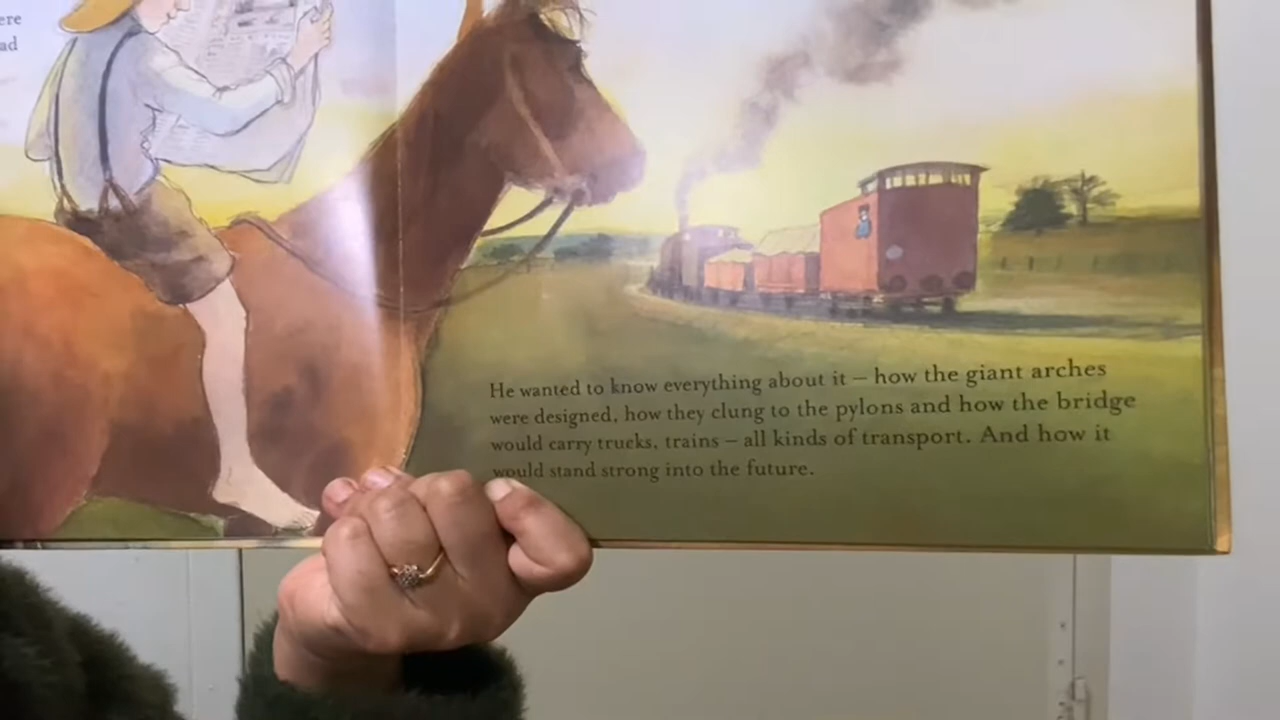 ere
ad
He wanted to know everything about it – how the giant arches
were designed, how they clung to the pylons and how the bridge
would carry trucks, trains – all kinds of transport. And how it
would stand strong into the future.